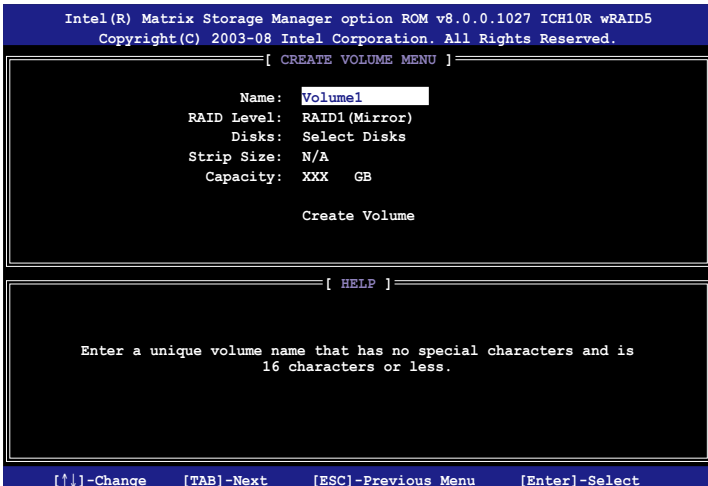 Intel(R) Matrix Storage Manager option ROM v8.0.0.1027 ICH10R wRAID5
Copyright(C) 2003-08 Intel Corporation. All Rights Reserved.
[ CREATE VOLUME MENU ]
Name: Volume1
RAID Level: RAID1(Mirror)
Disks: Select Disks
Strip Size: N/A
Capacity: XXX GB
Create Volume
[ HELP ]
Enter a unique volume name that has no special characters and is
16 characters or less.
[↑↓]-Change [TAB]-Next [ESC]-Previous Menu [Enter]-Select